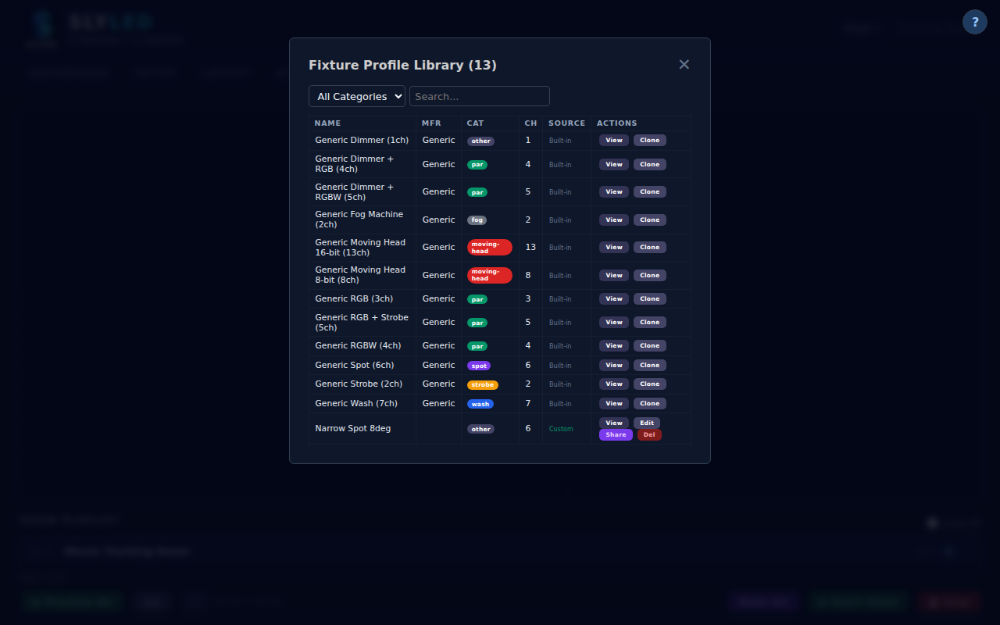 SLYLED
?
Fixture Profile Library (13)
✕
All Categories
Search...
NAME MFR CAT CH SOURCE ACTIONS
Generic Dimmer (1ch) Generic other 1 Built-in View Clone
Generic Dimmer +
RGB (4ch) Generic par 4 Built-in View Clone
Generic Dimmer +
RGBW (5ch) Generic par 5 Built-in View Clone
Generic Fog Machine
(2ch) Generic fog 2 Built-in View Clone
Generic Moving Head
16-bit (13ch) Generic moving-
head 13 Built-in View Clone
Generic Moving Head
8-bit (8ch) Generic moving-
head 8 Built-in View Clone
Generic RGB (3ch) Generic par 3 Built-in View Clone
Generic RGB + Strobe
(5ch) Generic par 5 Built-in View Clone
Generic RGBW (4ch) Generic par 4 Built-in View Clone
Generic Spot (6ch) Generic spot 6 Built-in View Clone
Generic Strobe (2ch) Generic strobe 2 Built-in View Clone
Generic Wash (7ch) Generic wash 7 Built-in View Clone
Narrow Spot 8deg other 6 Custom View Edit
Share Del